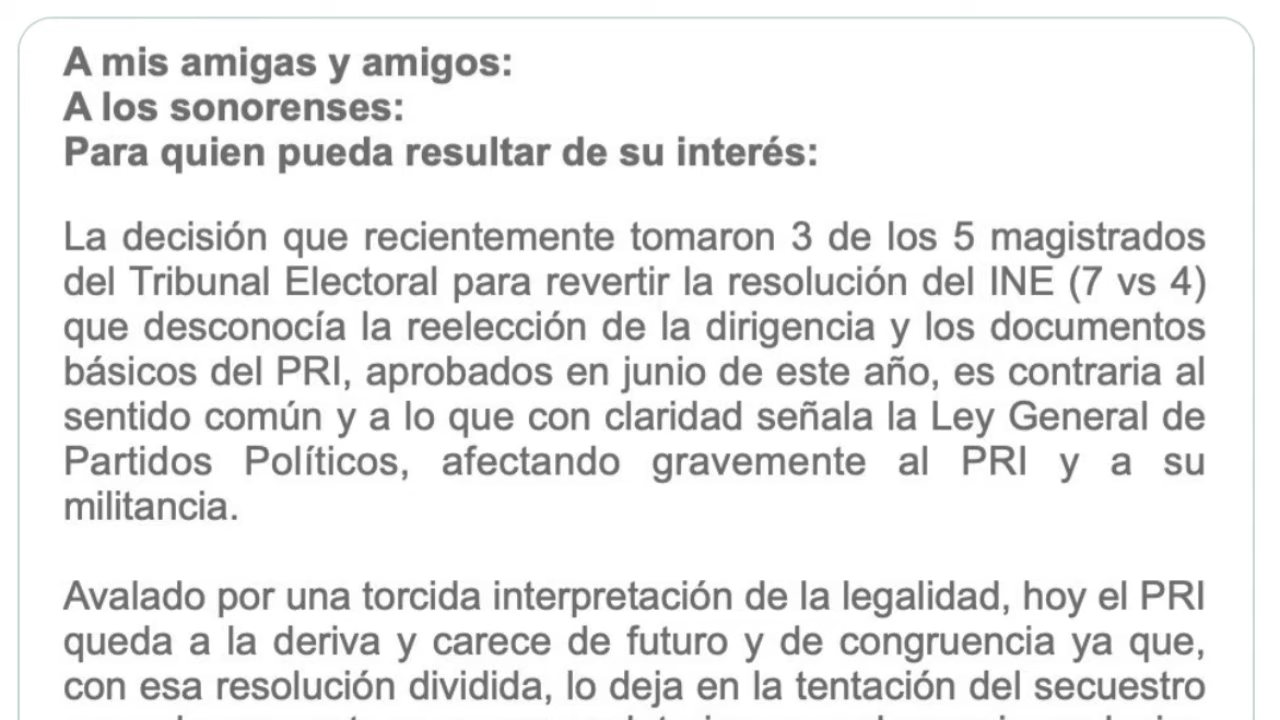 A mis amigas y amigos:
A los sonorenses:
Para quien pueda resultar de su interés:
La decisión que recientemente tomaron 3 de los 5 magistrados
del Tribunal Electoral para revertir la resolución del INE (7 vs 4)
que desconocía la reelección de la dirigencia y los documentos
básicos del PRI, aprobados en junio de este año, es contraria al
sentido común y a lo que con claridad señala la Ley General de
Partidos Políticos, afectando gravemente al PRI y a su
militancia.
Avalado por una torcida interpretación de la legalidad, hoy el PRI
queda a la deriva y carece de futuro y de congruencia ya que,
con esa resolución dividida, lo deja en la tentación del secuestro